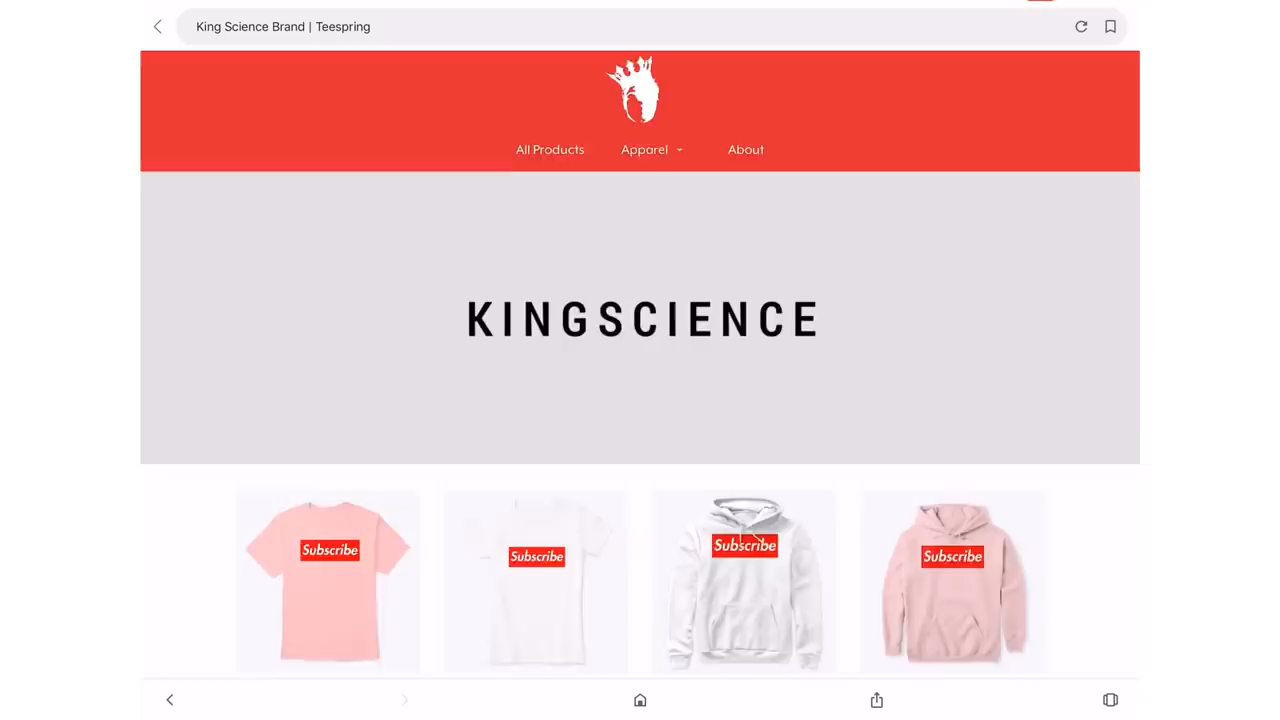 King Science Brand | Teespring
All Products Apparel About
KINGSCIENCE
Subscribe Subscribe Subscribe Subscribe